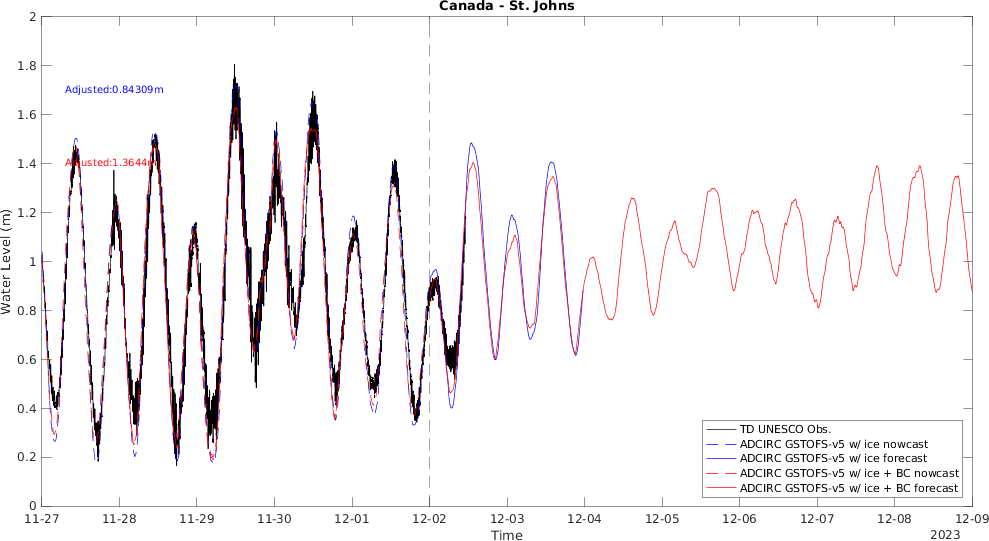 Canada - St. Johns
Water Level (m)
2
1.8
1.6
1.4
1.2
1
0.8
0.6
0.4
0.2
0
Adjusted:0.84309m
Adjusted:1.3644m
TD UNESCO Obs.
ADCIRC GSTOFS-v5 w/ ice nowcast
ADCIRC GSTOFS-v5 w/ ice forecast
ADCIRC GSTOFS-v5 w/ ice + BC nowcast
ADCIRC GSTOFS-v5 w/ ice + BC forecast
11-27 11-28 11-29 11-30 12-01 12-02 12-03 12-04 12-05 12-06 12-07 12-08 12-09
Time
2023